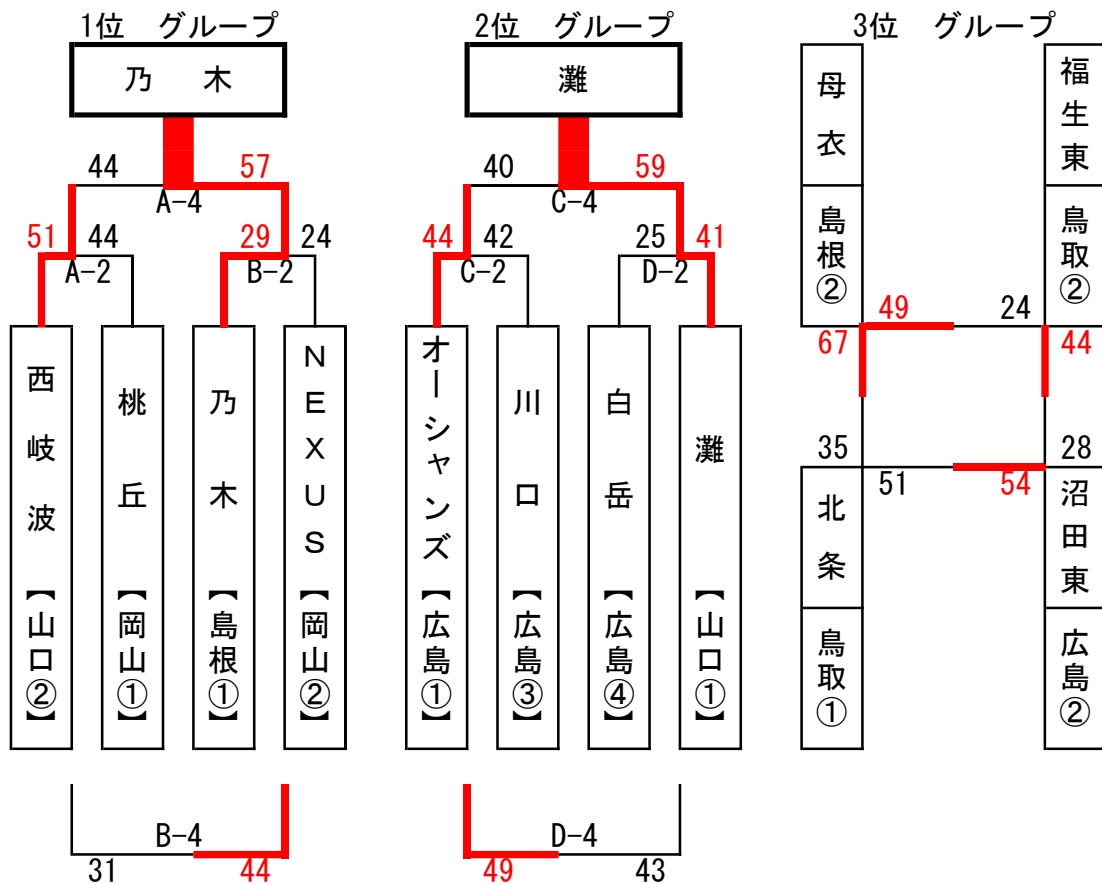 1位　グループ
乃　木
44
57
A-4
51
44
29
24
A-2
B-2
西岐波【山口②】
桃丘【岡山①】
乃木【島根①】
NEXUS【岡山②】
B-4
31
44
2位　グループ
灘
40
59
C-4
44
42
25
41
C-2
D-2
オーシャンズ【広島①】
川口【広島③】
白岳【広島④】
灘【山口①】
D-4
49
43
3位　グループ
母衣
島根②
福生東
鳥取②
49
24
67
44
35
28
51
54
北条
鳥取①
沼田東
広島②